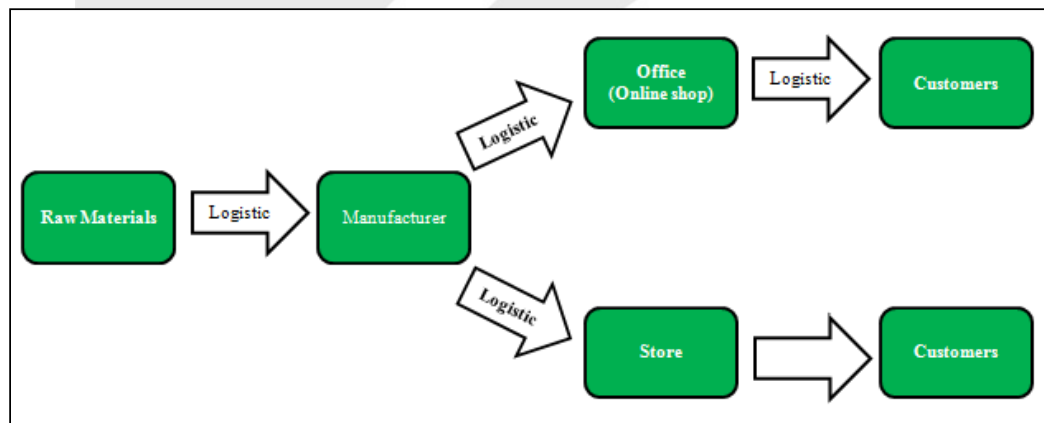 Raw Materials
Logistic
Manufacturer
Logistic
Office
(Online shop)
Logistic
Customers
Logistic
Store
Customers